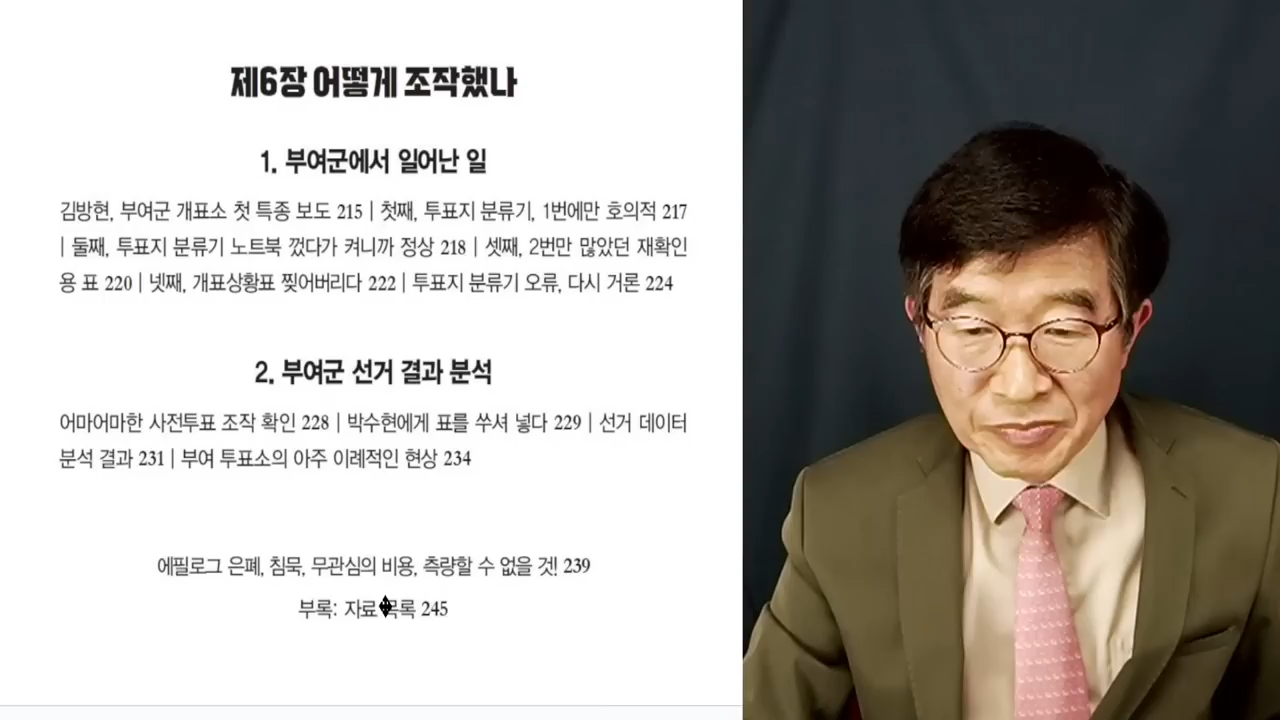 제6장 어떻게 조작했나
1. 부여군에서 일어난 일
김방현, 부여군 개표소 첫 특종 보도 215 | 첫째, 투표지 분류기, 1번에만 호의적 217
| 둘째, 투표지 분류기 노트북 껐다가 켜니까 정상 218 | 셋째, 2번만 많았던 재확인
용 표 220 | 넷째, 개표상황표 찢어버리다 222 | 투표지 분류기 오류, 다시 거론 224
2. 부여군 선거 결과 분석
어마어마한 사전투표 조작 확인 228 | 박수현에게 표를 쑤셔 넣다 229 | 선거 데이터
분석 결과 231 | 부여 투표소의 아주 이례적인 현상 234
에필로그 은폐, 침묵, 무관심의 비용, 측량할 수 없을 것! 239
부록: 자료 목록 245